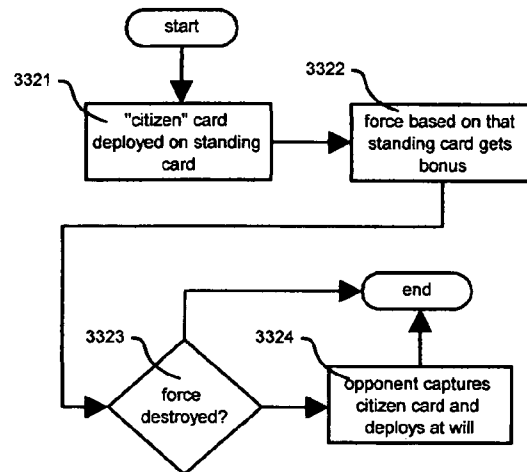 start
3321
"citizen" card
deployed on standing
card
3322
force based on that
standing card gets
bonus
end
3323
force
destroyed?
3324
opponent captures
citizen card and
deploys at will